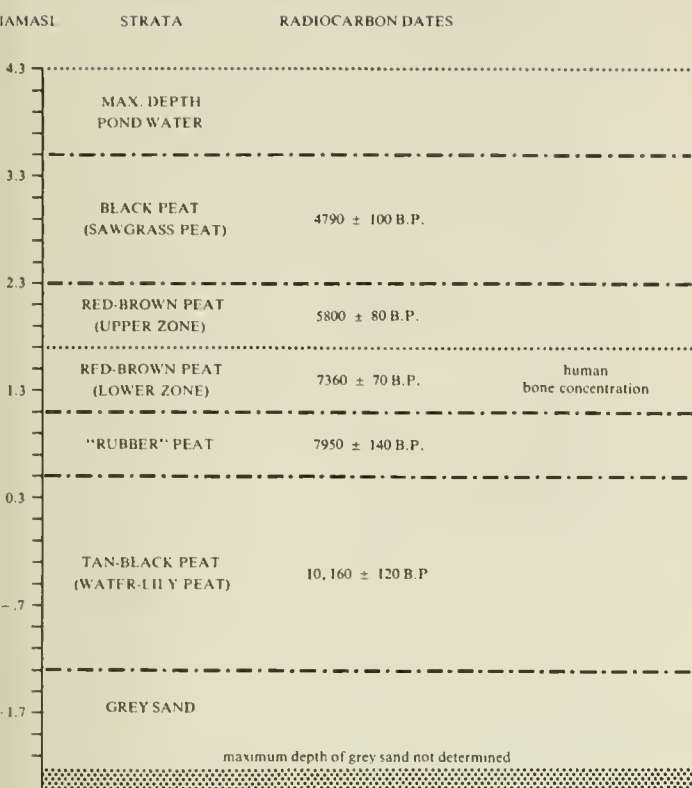 STRATA RADIOCARBON DATES
4.3
MAX. DEPTH
POND WATER
3.3
BLACK PEAT
(SAWGRASS PEAT) 4790 ± 100 B.P.
2.3
RED-BROWN PEAT
(UPPER ZONE) 5800 ± 80 B.P.
RED-BROWN PEAT
(LOWER ZONE) 7360 ± 70 B.P. human
bone concentration
1.3
"RUBBER" PEAT 7950 ± 140 B.P.
0.3
TAN-BLACK PEAT
(WATER-LILY PEAT) 10, 160 ± 120 B.P
-.7
GREY SAND
-1.7
maximum depth of grey sand not determined